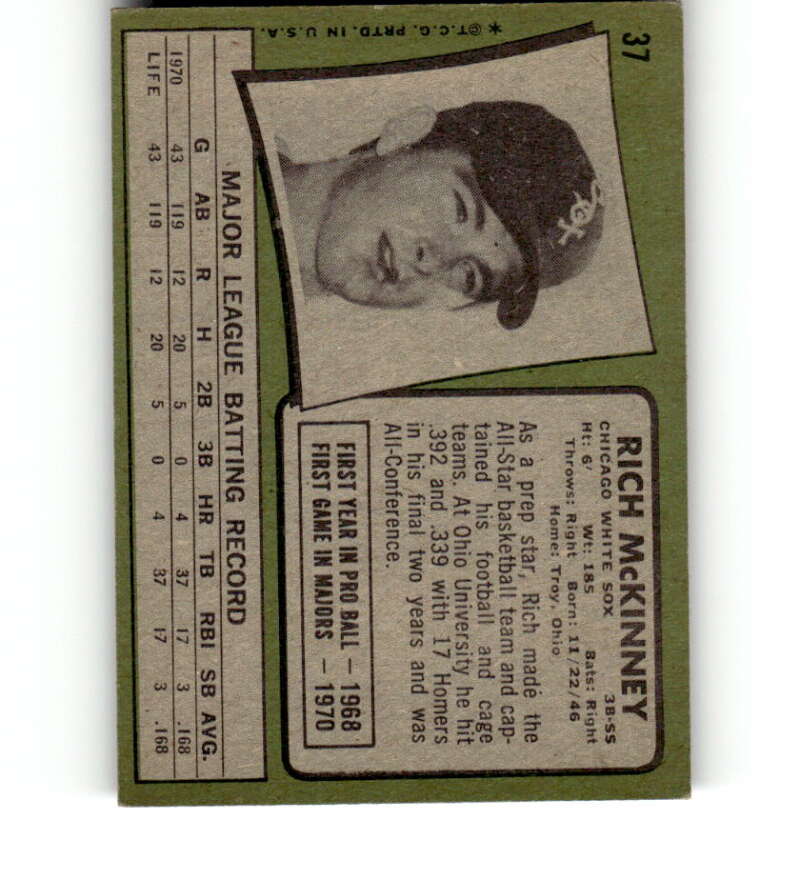 37
*©T.C.G. PRTD. IN U.S.A.
RICH McKINNEY
CHICAGO WHITE SOX 3B-SS
Ht: 6' Wt: 185 Bats: Right
Throws: Right Born: 11/22/46
Home: Troy, Ohio
As a prep star, Rich made the
All-Star basketball team and cap-
tained his football and cage
teams. At Ohio University he hit
.392 and .339 with 17 Homers
in his final two years and was
All-Conference.
FIRST YEAR IN PRO BALL — 1968
FIRST GAME IN MAJORS — 1970
MAJOR LEAGUE BATTING RECORD
G AB R H 2B 3B HR TB RBI SB AVG.
1970 43 119 12 20 5 0 4 37 17 3 .168
LIFE 43 119 12 20 5 0 4 37 17 3 .168